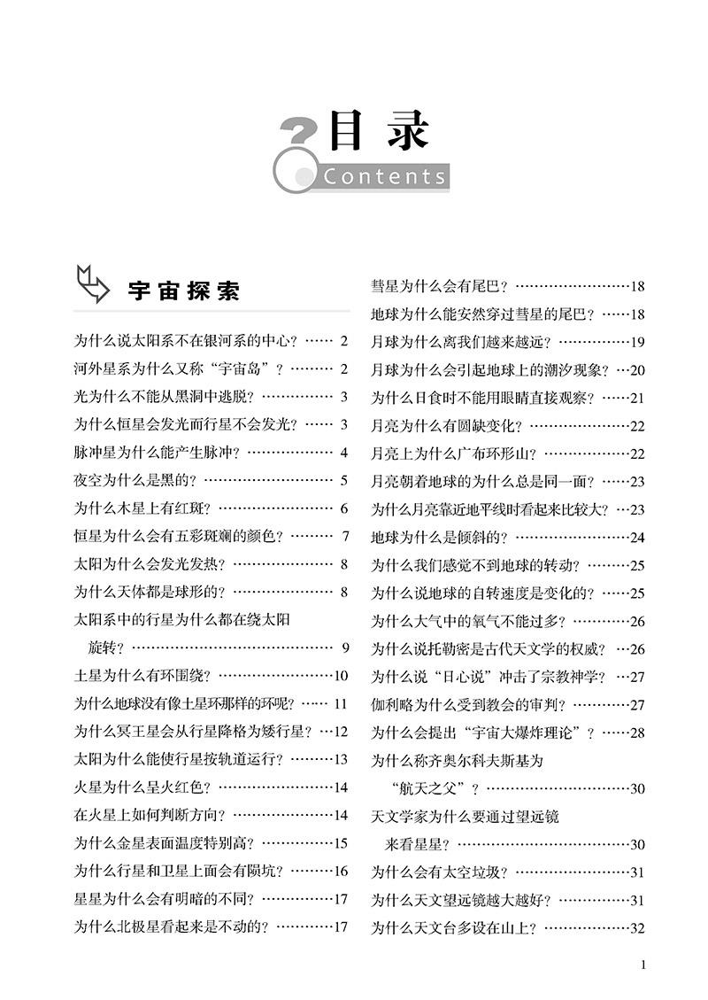 ?
目录
Contents
宇宙探索
为什么说太阳系不在银河系的中心? …… 2
河外星系为什么又称“宇宙岛”? ……… 2
光为什么不能从黑洞中逃脱? …………… 3
为什么恒星会发光而行星不会发光? …… 3
脉冲星为什么能产生脉冲? ……………… 4
夜空为什么是黑的? ……………………… 5
为什么木星上有红斑? …………………… 6
恒星为什么会有五彩斑斓的颜色? ……… 7
太阳为什么会发光发热? ………………… 8
为什么天体都是球形的? ………………… 8
太阳系中的行星为什么都在绕太阳
旋转? …………………………………… 9
土星为什么有环围绕? ……………………10
为什么地球没有像土星环那样的环呢? …… 11
为什么冥王星会从行星降格为矮行星? …12
太阳为什么能使行星按轨道运行? ………13
火星为什么呈火红色? ……………………14
在火星上如何判断方向? …………………14
为什么金星表面温度特别高? ……………15
为什么行星和卫星上面会有陨坑? ………16
星星为什么会有明暗的不同? ……………17
为什么北极星看起来是不动的? …………17
彗星为什么会有尾巴? ……………………18
地球为什么能安然穿过彗星的尾巴? ……18
月球为什么离我们越来越远? ……………19
月球为什么会引起地球上的潮汐现象? …20
为什么日食时不能用眼睛直接观察? ……21
月亮为什么有圆缺变化? …………………22
月亮上为什么广布环形山? ………………22
月亮朝着地球的为什么总是同一面? ……23
为什么月亮靠近地平线时看起来比较大? …23
地球为什么是倾斜的? ……………………24
为什么我们感觉不到地球的转动? ………25
为什么说地球的自转速度是变化的? ……25
为什么大气中的氧气不能过多? …………26
为什么说托勒密是古代天文学的权威? …26
为什么说“日心说”冲击了宗教神学? …27
伽利略为什么受到教会的审判? …………27
为什么会提出“宇宙大爆炸理论”? ……28
为什么称齐奥尔科夫斯基为
“航天之父”? …………………………30
天文学家为什么要通过望远镜
来看星星? ………………………………30
为什么会有太空垃圾? ……………………31
为什么天文望远镜越大越好? ……………31
为什么天文台多设在山上? ………………32
1